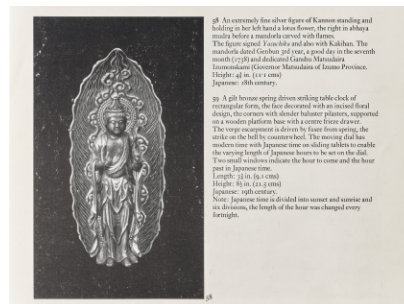 58 An extremely fine silver figure of Kannon standing and
holding in her left hand a lotus flower, the right in abhaya
mudra before a mandorla carved with flames.
The figure signed Yasuchika and also with Kakihan. The
mandorla dated Genbun 3rd year, a good day in the seventh
month (1738) and dedicated Gundu Matsudaira
Izumonokami (Governor Matsudaira of Izumo Province.
Height: 4¾ in. (12.1 cms)
Japanese: 18th century.
59 A gilt bronze spring driven striking table clock of
rectangular form, the face decorated with an incised floral
design, the corners with slender baluster pilasters, supported
on a wooden platform base with a centre frieze drawer.
The verge escarpment is driven by fusee from spring, the
strike on the bell by counterwheel. The moving dial has
modern time with Japanese time on sliding tablets to enable
the varying length of Japanese hours to be set on the dial.
Two small windows indicate the hour to come and the hour
past in Japanese time.
Length: (9.2 cms)
Height: 8½ in. (21.5 cms)
Japanese: 19th century.
Note: Japanese time is divided into sunset and sunrise and
six divisions, the length of the hour was changed every
fortnight.
58